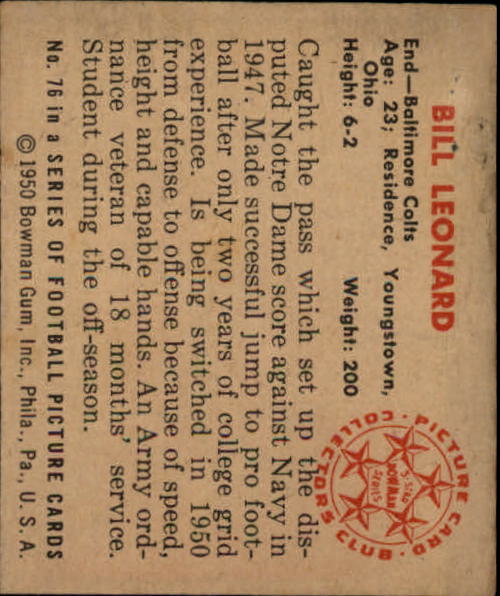 BILL LEONARD
End—Baltimore Colts
Age: 23; Residence, Youngstown,
Ohio
Height: 6-2 Weight: 200
Caught the pass which set up the dis-
puted Notre Dame score against Navy in
1947. Made successful jump to pro foot-
ball after only two years of college grid
experience. Is being switched in 1950
from defense to offense because of speed,
height and capable hands. An Army ord-
nance veteran of 18 months' service.
Student during the off-season.
No. 76 in a SERIES OF FOOTBALL PICTURE CARDS
© 1950 Bowman Gum, Inc., Phila., Pa., U. S. A.
PICTURE CARD COLLECTORS CLUB
5-STAR
BOWMAN
SERIES